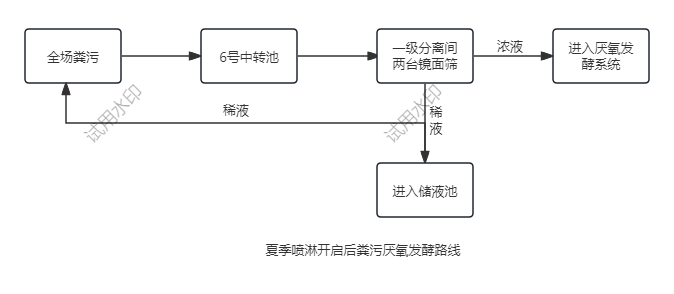 全场粪污
6号中转池
一级分离间
两台镜面筛
浓液
进入厌氧发
酵系统
稀液
稀
液
试用水印
试用水印
进入储液池
夏季喷淋开启后粪污厌氧发酵路线